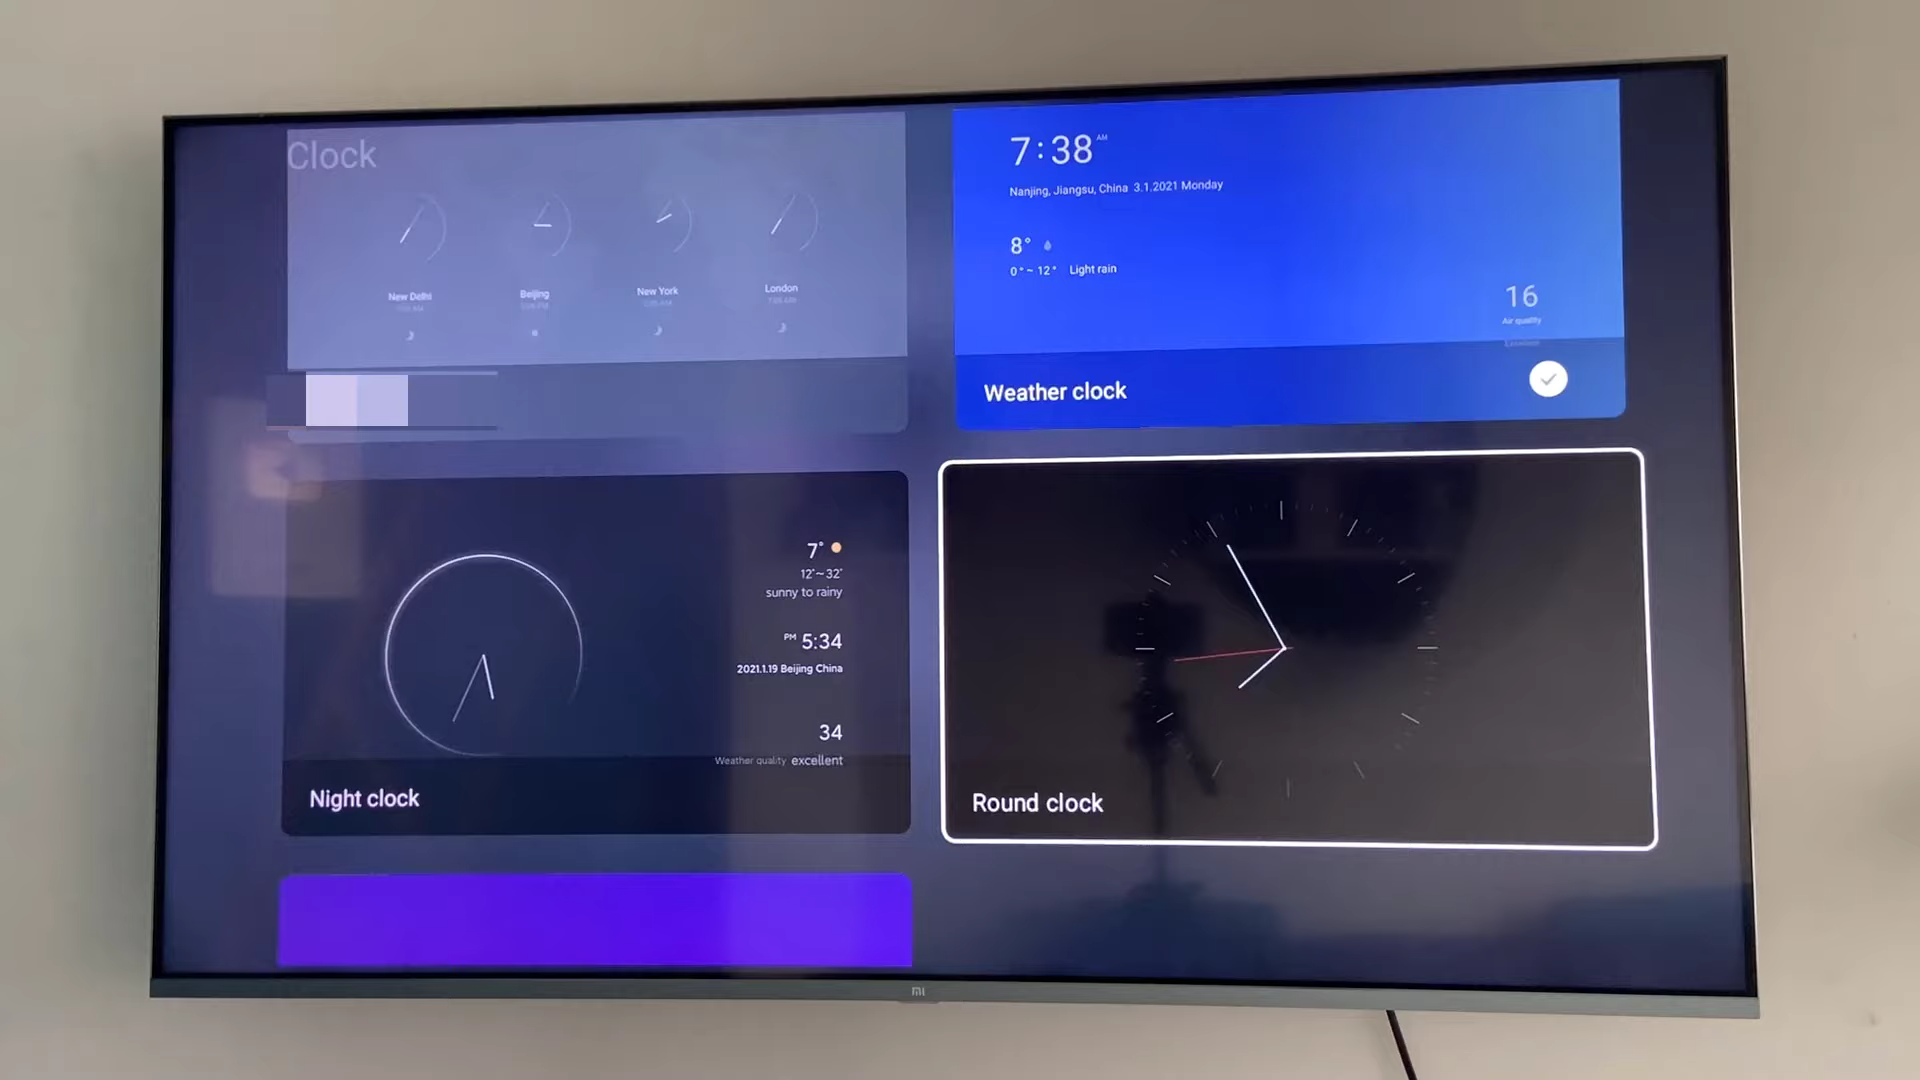 Clock
New Delhi
Beijing
New York
London
7:38 AM
Nanjing, Jiangsu, China 3.1.2021 Monday
8°
0°~ 12° Light rain
16
Air quality
Weather clock
7°
12°~32°
sunny to rainy
PM 5:34
2021.1.19 Beijing China
34
Weather quality excellent
Night clock
Round clock
mi